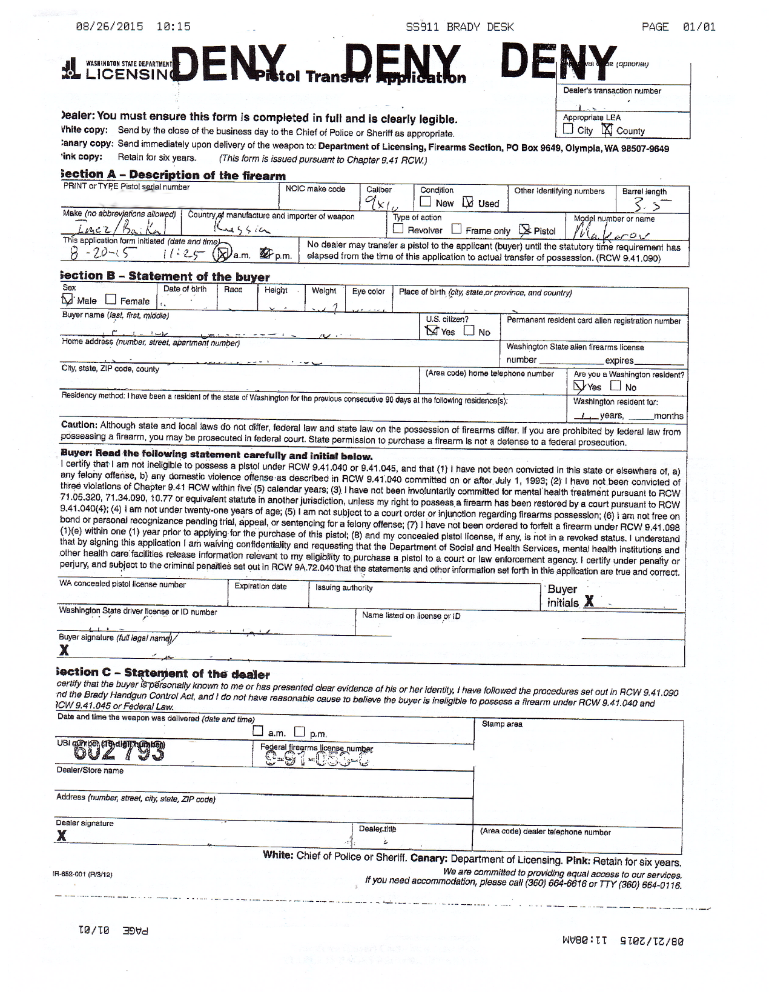 08/26/2015 10:15 SS911 BRADY DESK PAGE 01/01
DENY DENY DENY
WASHINGTON STATE DEPARTMENT
LICENSING
Pistol Transfer Application
(optional)
Dealer's transaction number
Appropriate LEA
City County
Dealer: You must ensure this form is completed in full and is clearly legible.
White copy: Send by the close of the business day to the Chief of Police or Sheriff as appropriate.
Canary copy: Send immediately upon delivery of the weapon to: Department of Licensing, Firearms Section, PO Box 9649, Olympia, WA 98507-9649
Pink copy: Retain for six years. (This form is issued pursuant to Chapter 9.41 RCW.)
Section A – Description of the firearm
PRINT or TYPE Pistol serial number NCIC make code Caliber Condition Other identifying numbers Barrel length
New Used 3.5
Make (no abbreviations allowed) Country of manufacture and importer of weapon Type of action Model number or name
Imez/Baikal Russia Revolver Frame only Pistol Makarov
This application form initiated (date and time)
8-20-15 11:25 a.m. p.m.
No dealer may transfer a pistol to the applicant (buyer) until the statutory time requirement has
elapsed from the time of this application to actual transfer of possession. (RCW 9.41.090)
Section B – Statement of the buyer
Sex Date of birth Race Height Weight Eye color Place of birth (city, state, or province, and country)
Male Female
Buyer name (last, first, middle) U.S. citizen? Permanent resident card alien registration number
Yes No
Home address (number, street, apartment number) Washington State alien firearms license
number expires
City, state, ZIP code, county (Area code) home telephone number Are you a Washington resident?
Yes No
Residency method: I have been a resident of the state of Washington for the previous consecutive 90 days at the following residence(s): Washington resident for:
years, months
Caution: Although state and local laws do not differ, federal law and state law on the possession of firearms differ. If you are prohibited by federal law from
possessing a firearm, you may be prosecuted in federal court. State permission to purchase a firearm is not a defense to a federal prosecution.
Buyer: Read the following statement carefully and initial below.
I certify that I am not ineligible to possess a pistol under RCW 9.41.040 or 9.41.045, and that (1) I have not been convicted in this state or elsewhere of, a)
any felony offense, b) any domestic violence offense as described in RCW 9.41.040 committed on or after July 1, 1993; (2) I have not been convicted of
three violations of Chapter 9.41 RCW within five (5) calendar years; (3) I have not been involuntarily committed for mental health treatment pursuant to RCW
71.05.320, 71.34.090, 10.77 or equivalent statute in another jurisdiction, unless my right to possess a firearm has been restored by a court pursuant to RCW
9.41.040(4); (4) I am not under twenty-one years of age; (5) I am not subject to a court order or injunction regarding firearms possession; (6) I am not free on
bond or personal recognizance pending trial, appeal, or sentencing for a felony offense; (7) I have not been ordered to forfeit a firearm under RCW 9.41.098
(1)(e) within one (1) year prior to applying for the purchase of this pistol; (8) and my concealed pistol license, if any, is not in a revoked status. I understand
that by signing this application I am waiving confidentiality and requesting that the Department of Social and Health Services, mental health institutions and
other health care facilities release information relevant to my eligibility to purchase a pistol to a court or law enforcement agency. I certify under penalty or
perjury, and subject to the criminal penalties set out in RCW 9A.72.040 that the statements and other information set forth in this application are true and correct.
WA concealed pistol license number Expiration date Issuing authority Buyer
initials X
Washington State driver license or ID number Name listed on license or ID
Buyer signature (full legal name)
X
Section C – Statement of the dealer
certify that the buyer is personally known to me or has presented clear evidence of his or her identity, I have followed the procedures set out in RCW 9.41.090
and the Brady Handgun Control Act, and I do not have reasonable cause to believe the buyer is ineligible to possess a firearm under RCW 9.41.040 and
RCW 9.41.045 or Federal Law.
Date and time the weapon was delivered (date and time) Stamp area
a.m. p.m.
UBI number (16-digit number) Federal firearms license number
602 793 9-91-053-
Dealer/Store name
Address (number, street, city, state, ZIP code)
Dealer signature Dealer title (Area code) dealer telephone number
X
White: Chief of Police or Sheriff. Canary: Department of Licensing. Pink: Retain for six years.
We are committed to providing equal access to our services.
If you need accommodation, please call (360) 664-6616 or TTY (360) 664-0116.
IR-652-001 (R/3/12)
PAGE 01/01
08/21/2015 11:08AM